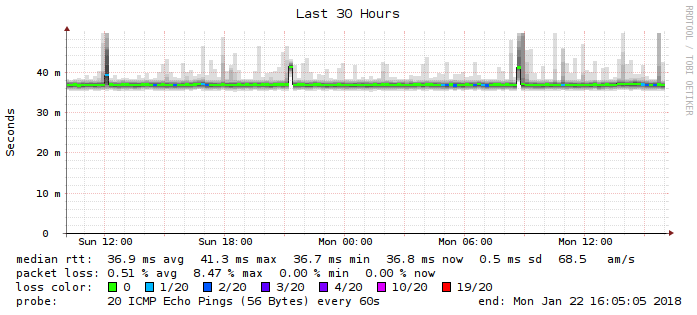 Last 30 Hours
RRDTOOL / TOBI OETIKER
Seconds
40 m
30 m
20 m
10 m
0
Sun 12:00 Sun 18:00 Mon 00:00 Mon 06:00 Mon 12:00
median rtt: 36.9 ms avg 41.3 ms max 36.7 ms min 36.8 ms now 0.5 ms sd 68.5 am/s
packet loss: 0.51 % avg 8.47 % max 0.00 % min 0.00 % now
loss color: 0 1/20 2/20 3/20 4/20 10/20 19/20
probe: 20 ICMP Echo Pings (56 Bytes) every 60s end: Mon Jan 22 16:05:05 2018